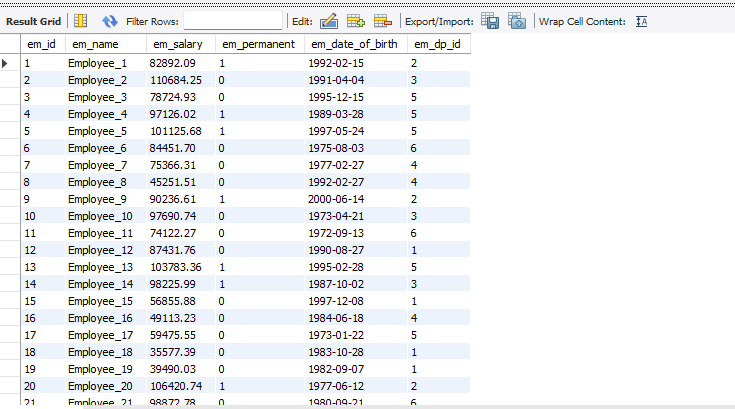 Result Grid Filter Rows: Edit: Export/Import: Wrap Cell Content:
em_id em_name em_salary em_permanent em_date_of_birth em_dp_id
1 Employee_1 82892.09 1 1992-02-15 2
2 Employee_2 110684.25 0 1991-04-04 3
3 Employee_3 78724.93 0 1995-12-15 5
4 Employee_4 97126.02 1 1989-03-28 5
5 Employee_5 101125.68 1 1997-05-24 5
6 Employee_6 84451.70 0 1975-08-03 6
7 Employee_7 75366.31 0 1977-02-27 4
8 Employee_8 45251.51 0 1992-02-27 4
9 Employee_9 90236.61 1 2000-06-14 2
10 Employee_10 97690.74 0 1973-04-21 3
11 Employee_11 74122.27 0 1972-09-13 6
12 Employee_12 87431.76 0 1990-08-27 1
13 Employee_13 103783.36 1 1995-02-28 5
14 Employee_14 98225.99 1 1987-10-02 3
15 Employee_15 56855.88 0 1997-12-08 1
16 Employee_16 49113.23 0 1984-06-18 4
17 Employee_17 59475.55 0 1973-01-22 5
18 Employee_18 35577.39 0 1983-10-28 1
19 Employee_19 39490.03 0 1982-09-07 1
20 Employee_20 106420.74 1 1977-06-12 2
21 Employee_21 98872.78 0 1980-09-21 6